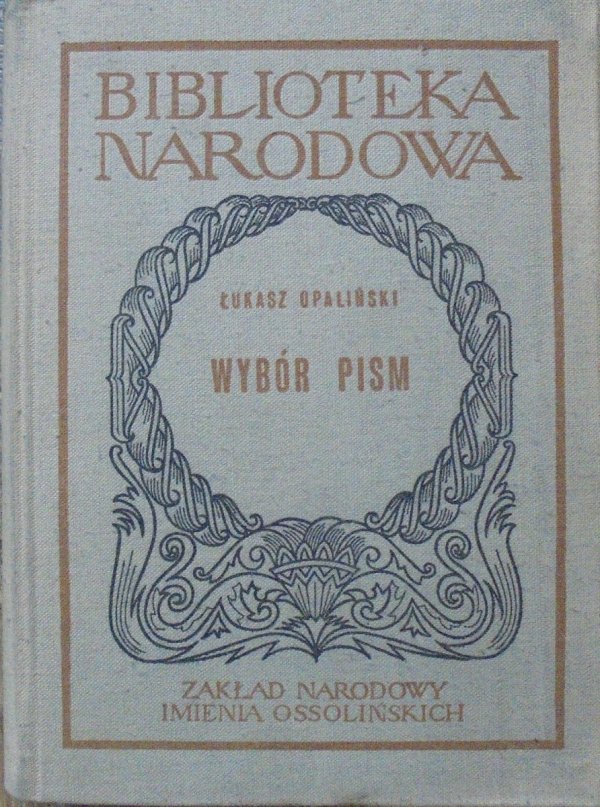 BIBLIOTEKA
NARODOWA
ŁUKASZ OPALIŃSKI
WYBÓR PISM
ZAKŁAD NARODOWY
IMIENIA OSSOLIŃSKICH